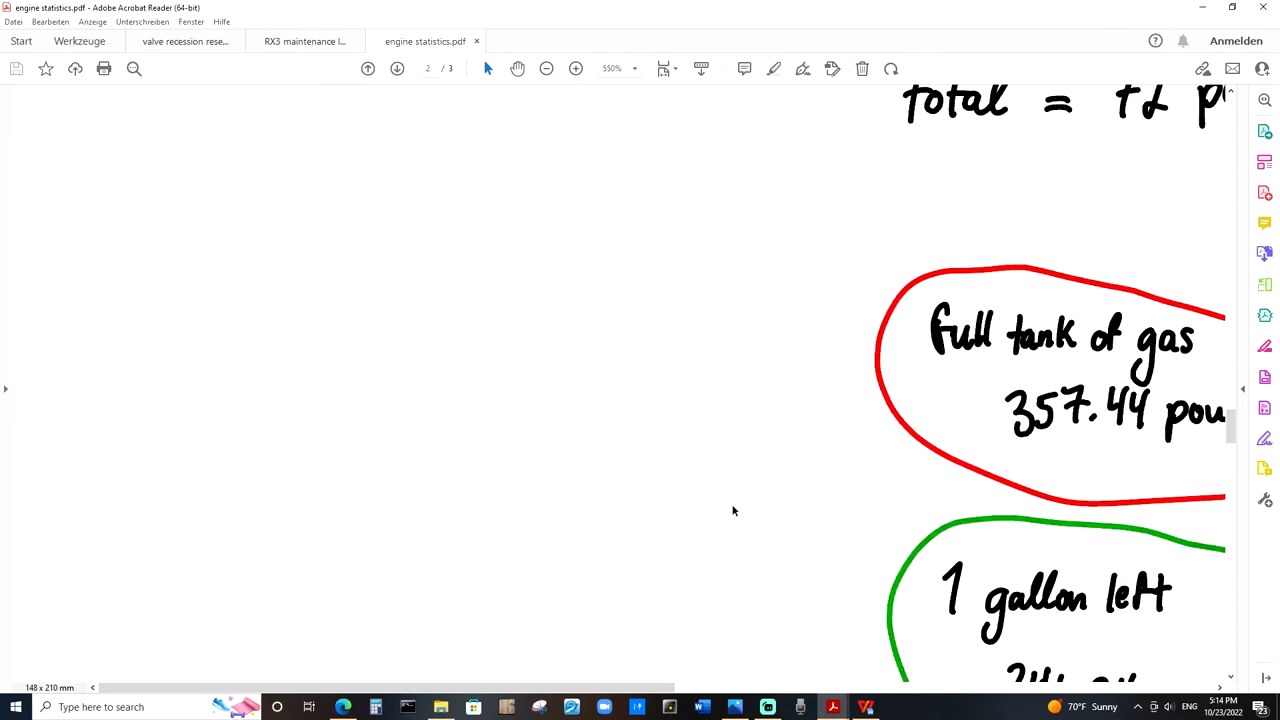 engine statistics.pdf - Adobe Acrobat Reader (64-bit)
Datei Bearbeiten Anzeige Unterschreiben Fenster Hilfe
Start Werkzeuge valve recession rese... RX3 maintenance l... engine statistics.pdf × Anmelden
2 / 3 550%
total =
full tank of gas
357.44 pou
1 gallon left
148 x 210 mm
Type here to search
70°F Sunny
5:14 PM
10/23/2022